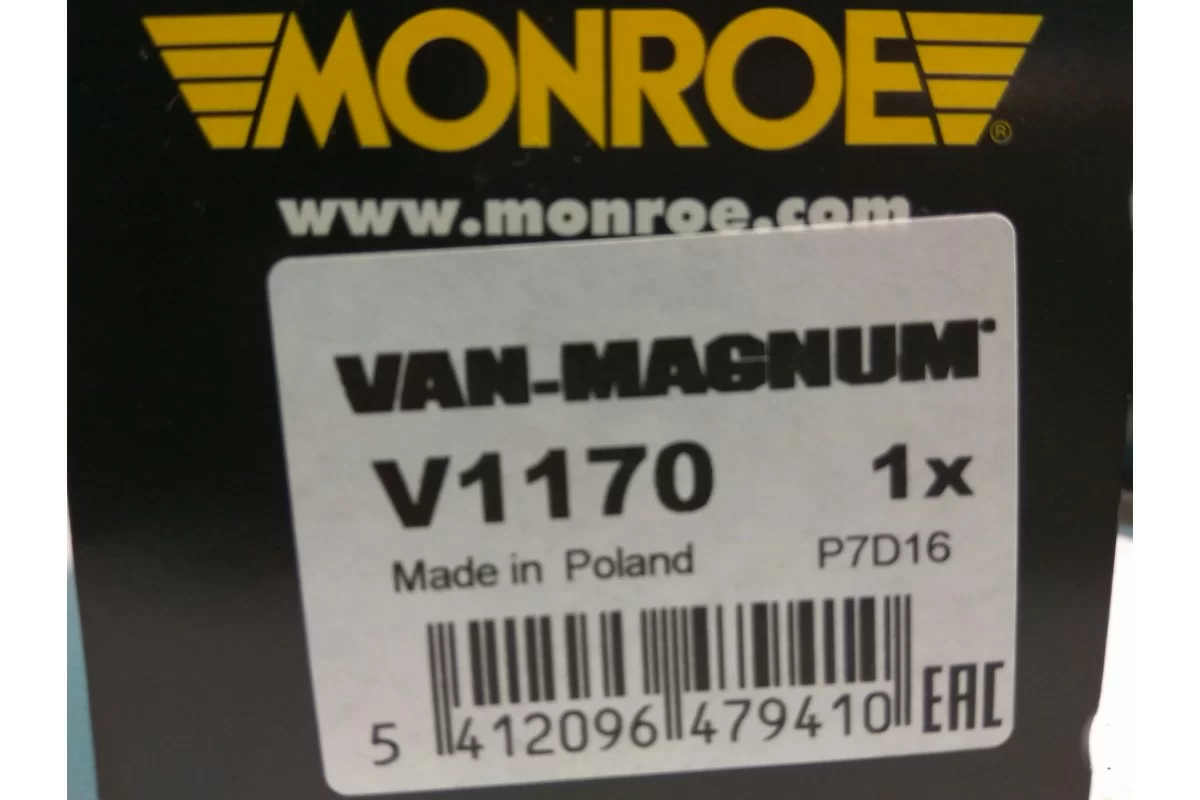 MONROE®
www.monroe.com
VAN-MAGNUM
V1170 1x
Made in Poland P7D16
5 412096 479410 EAC